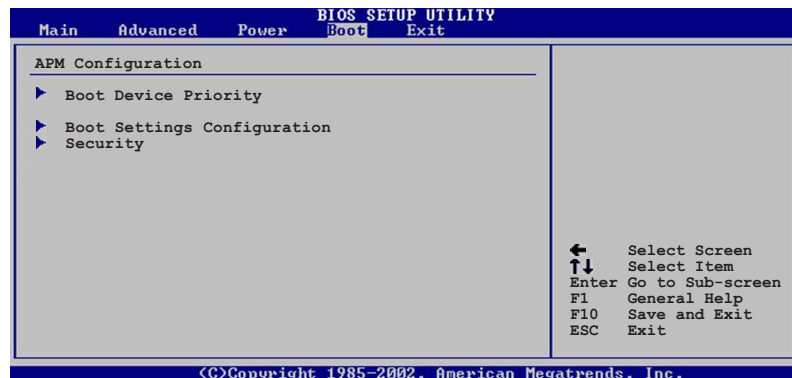 BIOS SETUP UTILITY
Main Advanced Power Boot Exit
APM Configuration
Boot Device Priority
Boot Settings Configuration
Security
Select Screen
Select Item
Enter Go to Sub-screen
F1 General Help
F10 Save and Exit
ESC Exit
(C)Copyright 1985-2002, American Megatrends, Inc.